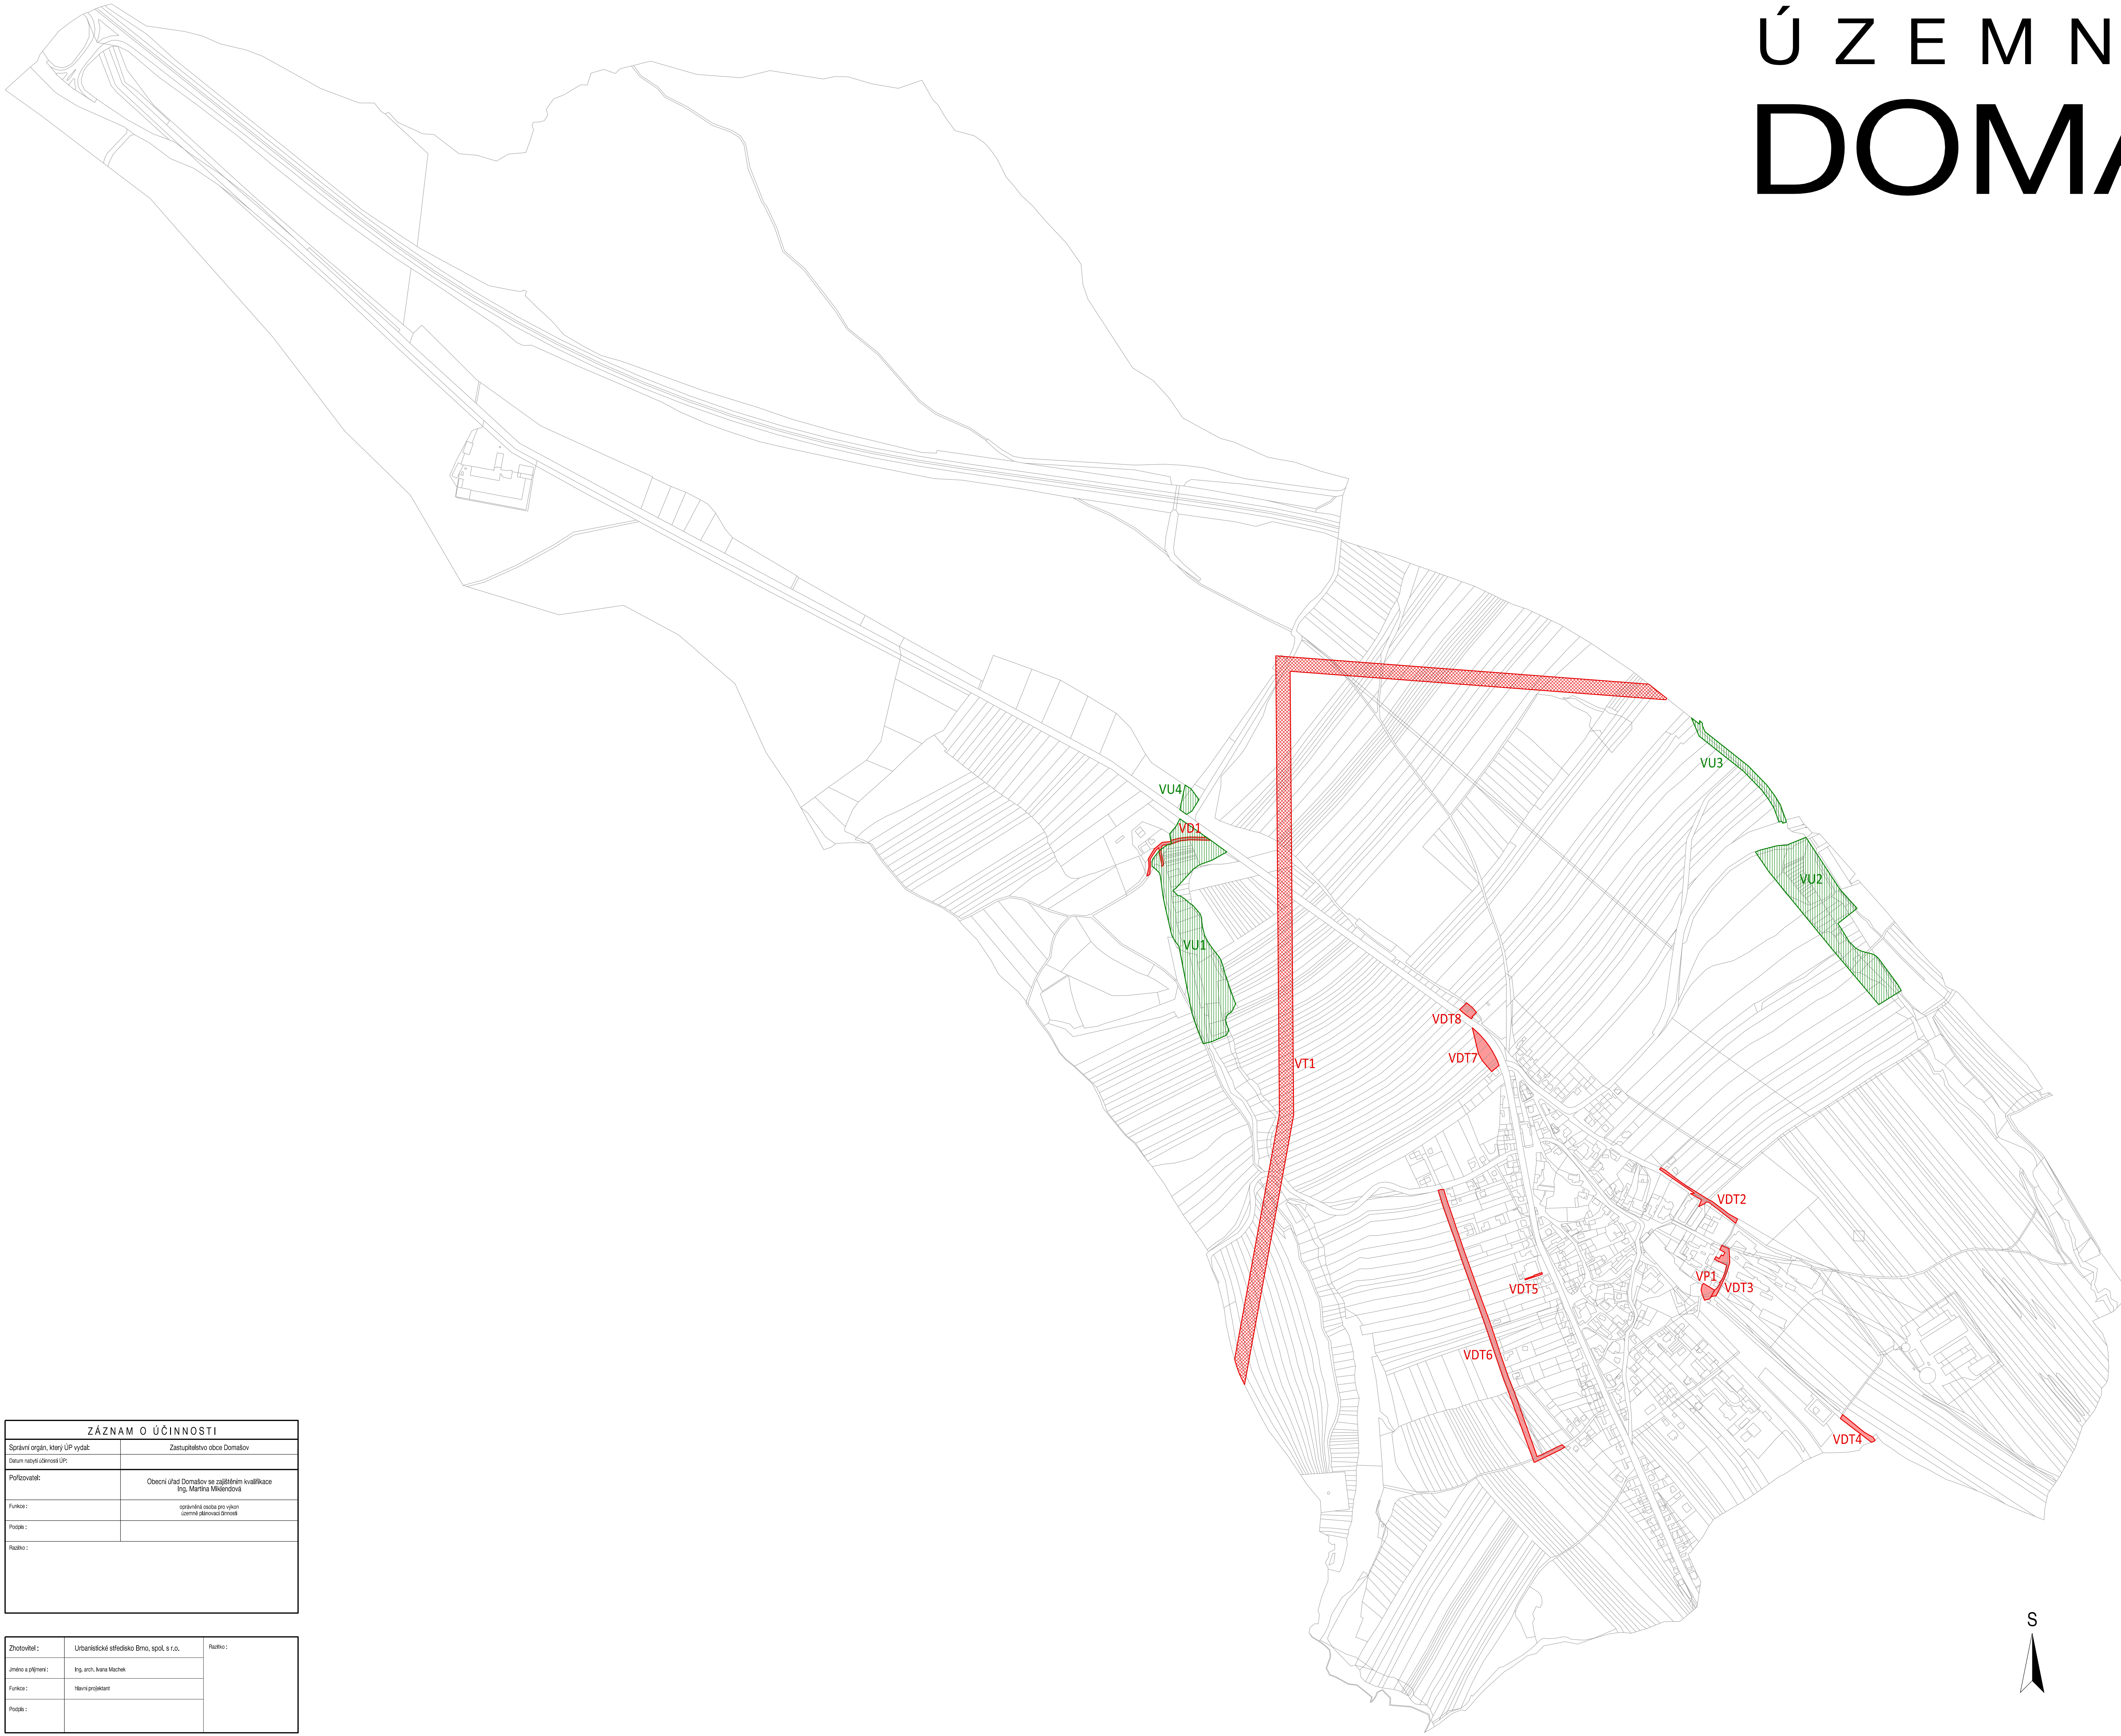 ÚZEMN
DOMA
VU3
VU4
VD1
VU2
VU1
VDT8
VDT7
VT1
VDT2
VP1
VDT3
VDT5
VDT6
VDT4
ZÁZNAM O ÚČINNOSTI
Správní orgán, který ÚP vydal: Zastupitelstvo obce Domašov
Datum nabytí účinnosti ÚP:
Pořizovatel: Obecní úřad Domašov se zajištěním kvalifikace
Ing. Martina Miklendová
Funkce : oprávněná osoba pro výkon
územně plánovací činnosti
Podpis :
Razítko :
Zhotovitel : Urbanistické středisko Brno, spol. s r.o. Razítko :
Jméno a příjmení : Ing. arch. Ivana Machek
Funkce : hlavní projektant
Podpis :
S